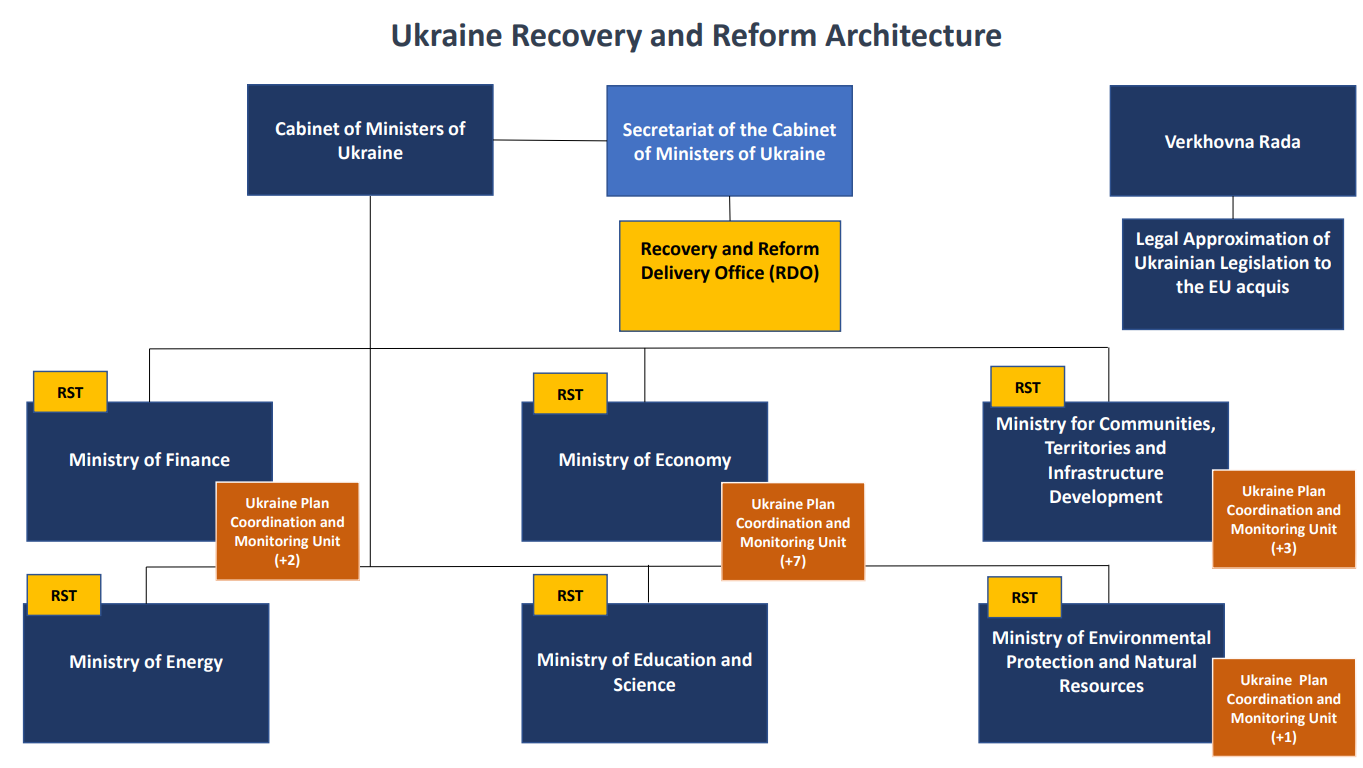 Ukraine Recovery and Reform Architecture
Cabinet of Ministers of
Ukraine
Secretariat of the Cabinet
of Ministers of Ukraine
Verkhovna Rada
Recovery and Reform
Delivery Office (RDO)
Legal Approximation of
Ukrainian Legislation to
the EU acquis
RST
Ministry of Finance
Ukraine Plan
Coordination and
Monitoring Unit
(+2)
RST
Ministry of Economy
Ukraine Plan
Coordination and
Monitoring Unit
(+7)
RST
Ministry for Communities,
Territories and
Infrastructure
Development
Ukraine Plan
Coordination and
Monitoring Unit
(+3)
RST
Ministry of Energy
RST
Ministry of Education and
Science
RST
Ministry of Environmental
Protection and Natural
Resources
Ukraine Plan
Coordination and
Monitoring Unit
(+1)